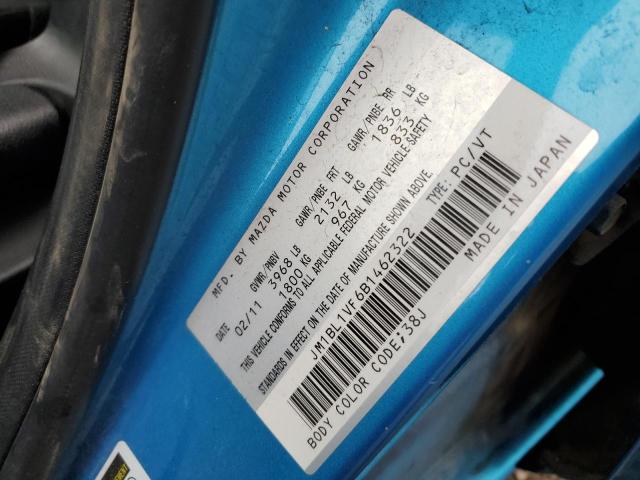 MFD. BY MAZDA MOTOR CORPORATION
DATE GVWR/PNBV GAWR/PNBE FRT GAWR/PNBE RR
02/11 3968 LB 2132 LB 1836 LB
1800 KG 967 KG 833 KG
THIS VEHICLE CONFORMS TO ALL APPLICABLE FEDERAL MOTOR VEHICLE SAFETY
STANDARDS IN EFFECT ON THE DATE OF MANUFACTURE SHOWN ABOVE.
JM1BL1VF6B1462322 TYPE: PC/VT
BODY COLOR CODE;38J MADE IN JAPAN